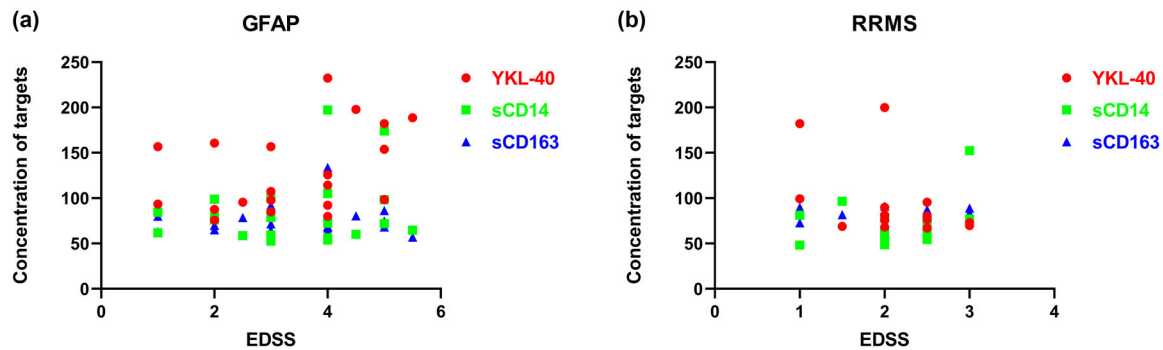 (a)
GFAP
Concentration of targets
250
200
150
100
50
0
0 2 4 6
EDSS
YKL-40
sCD14
sCD163
(b)
RRMS
Concentration of targets
250
200
150
100
50
0
0 1 2 3 4
EDSS
YKL-40
sCD14
sCD163